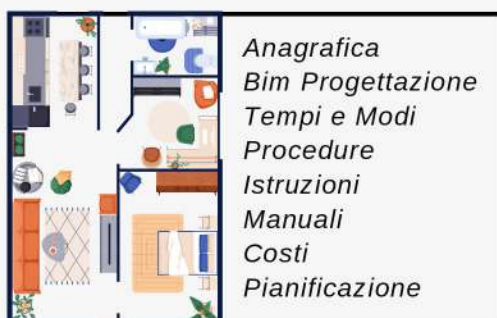 Anagrafica
Bim Progettazione
Tempi e Modi
Procedure
Istruzioni
Manuali
Costi
Pianificazione